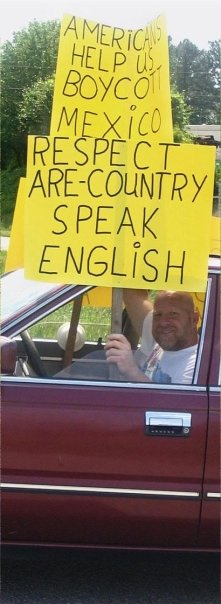 AMERICANS
HELP US
BOYCOTT
MEXICO
RESPECT
ARE-COUNTRY
SPEAK
ENGLISH